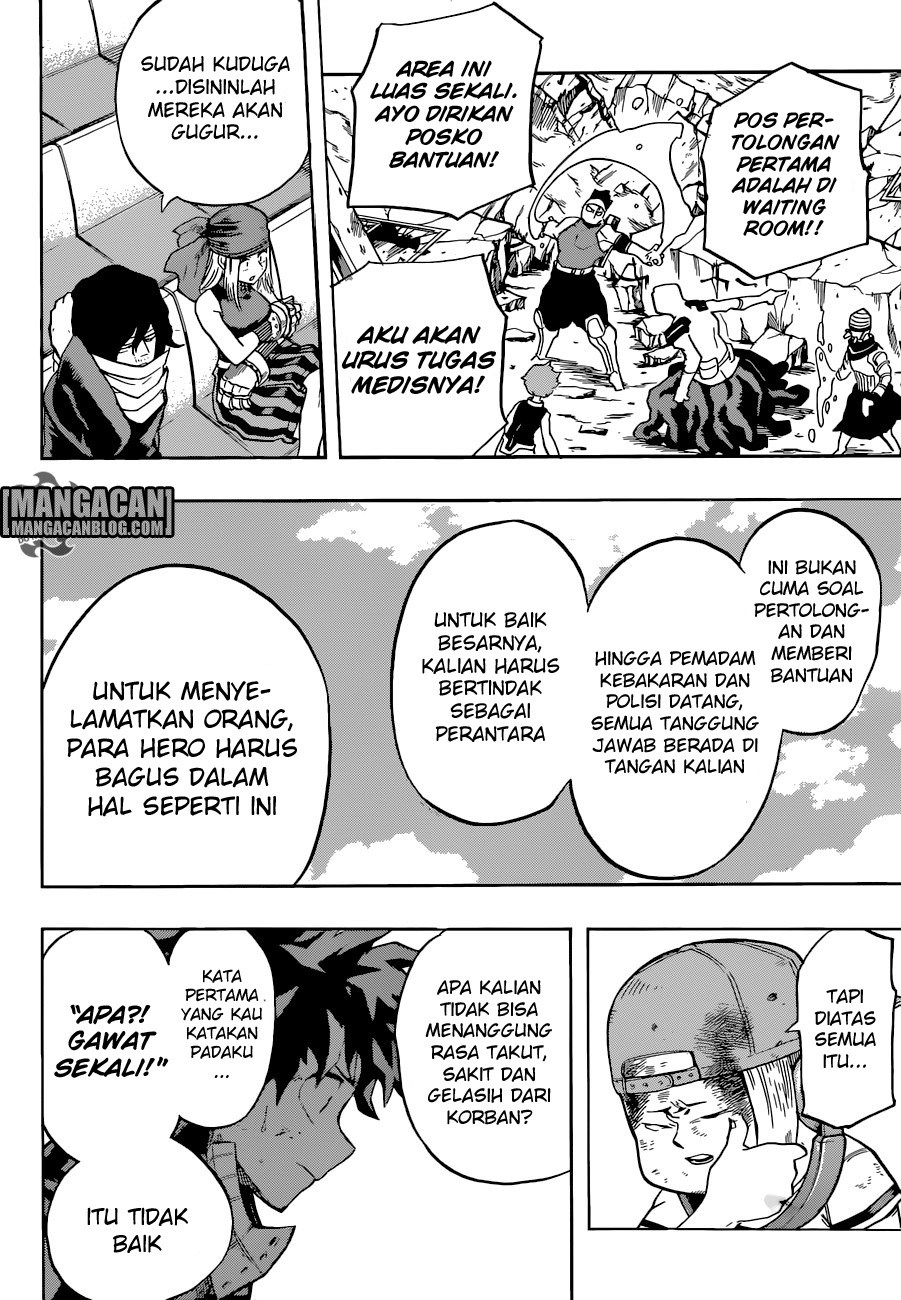 POS PER-
TOLONGAN
PERTAMA
ADALAH DI
WAITING
ROOM!!
AREA INI
LUAS SEKALI.
AYO DIRIKAN
POSKO
BANTUAN!
AKU AKAN
URUS TUGAS
MEDISNYA!
SUDAH KUDUGA
...DISININLAH
MEREKA AKAN
GUGUR...
[MANGACAN]
MANGACANBLOG.COM
INI BUKAN
CUMA SOAL
PERTOLONG-
AN DAN
MEMBERI
BANTUAN
HINGGA PEMADAM
KEBAKARAN DAN
POLISI DATANG,
SEMUA TANGGUNG
JAWAB BERADA DI
TANGAN KALIAN
UNTUK BAIK
BESARNYA,
KALIAN HARUS
BERTINDAK
SEBAGAI
PERANTARA
UNTUK MENYE-
LAMATKAN ORANG,
PARA HERO HARUS
BAGUS DALAM
HAL SEPERTI INI
TAPI
DIATAS
SEMUA
ITU...
APA KALIAN
TIDAK BISA
MENANGGUNG
RASA TAKUT,
SAKIT DAN
GELASIH DARI
KORBAN?
KATA
PERTAMA
YANG KAU
KATAKAN
PADAKU
...
"APA?!
GAWAT
SEKALI!"
ITU TIDAK
BAIK